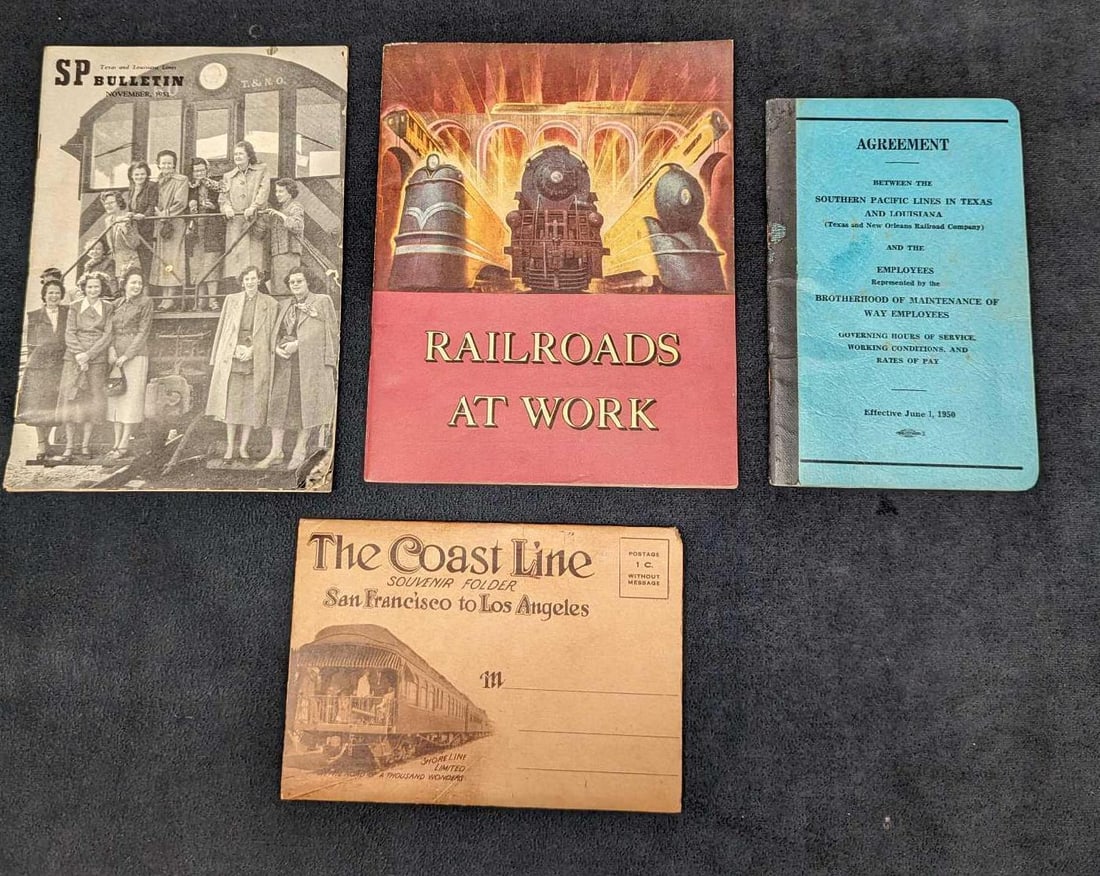 SP Texas and Louisiana Lines
BULLETIN
NOVEMBER, 1951
T. & N. O.
RAILROADS
AT WORK
AGREEMENT
BETWEEN THE
SOUTHERN PACIFIC LINES IN TEXAS
AND LOUISIANA
(Texas and New Orleans Railroad Company)
AND THE
EMPLOYEES
Represented by the
BROTHERHOOD OF MAINTENANCE OF
WAY EMPLOYEES
GOVERNING HOURS OF SERVICE,
WORKING CONDITIONS, AND
RATES OF PAY
Effective June 1, 1950
The Coast Line
SOUVENIR FOLDER
San Francisco to Los Angeles
POSTAGE
1 C.
WITHOUT
MESSAGE
M
SHORE LINE
LIMITED
ROAD OF A THOUSAND WONDERS